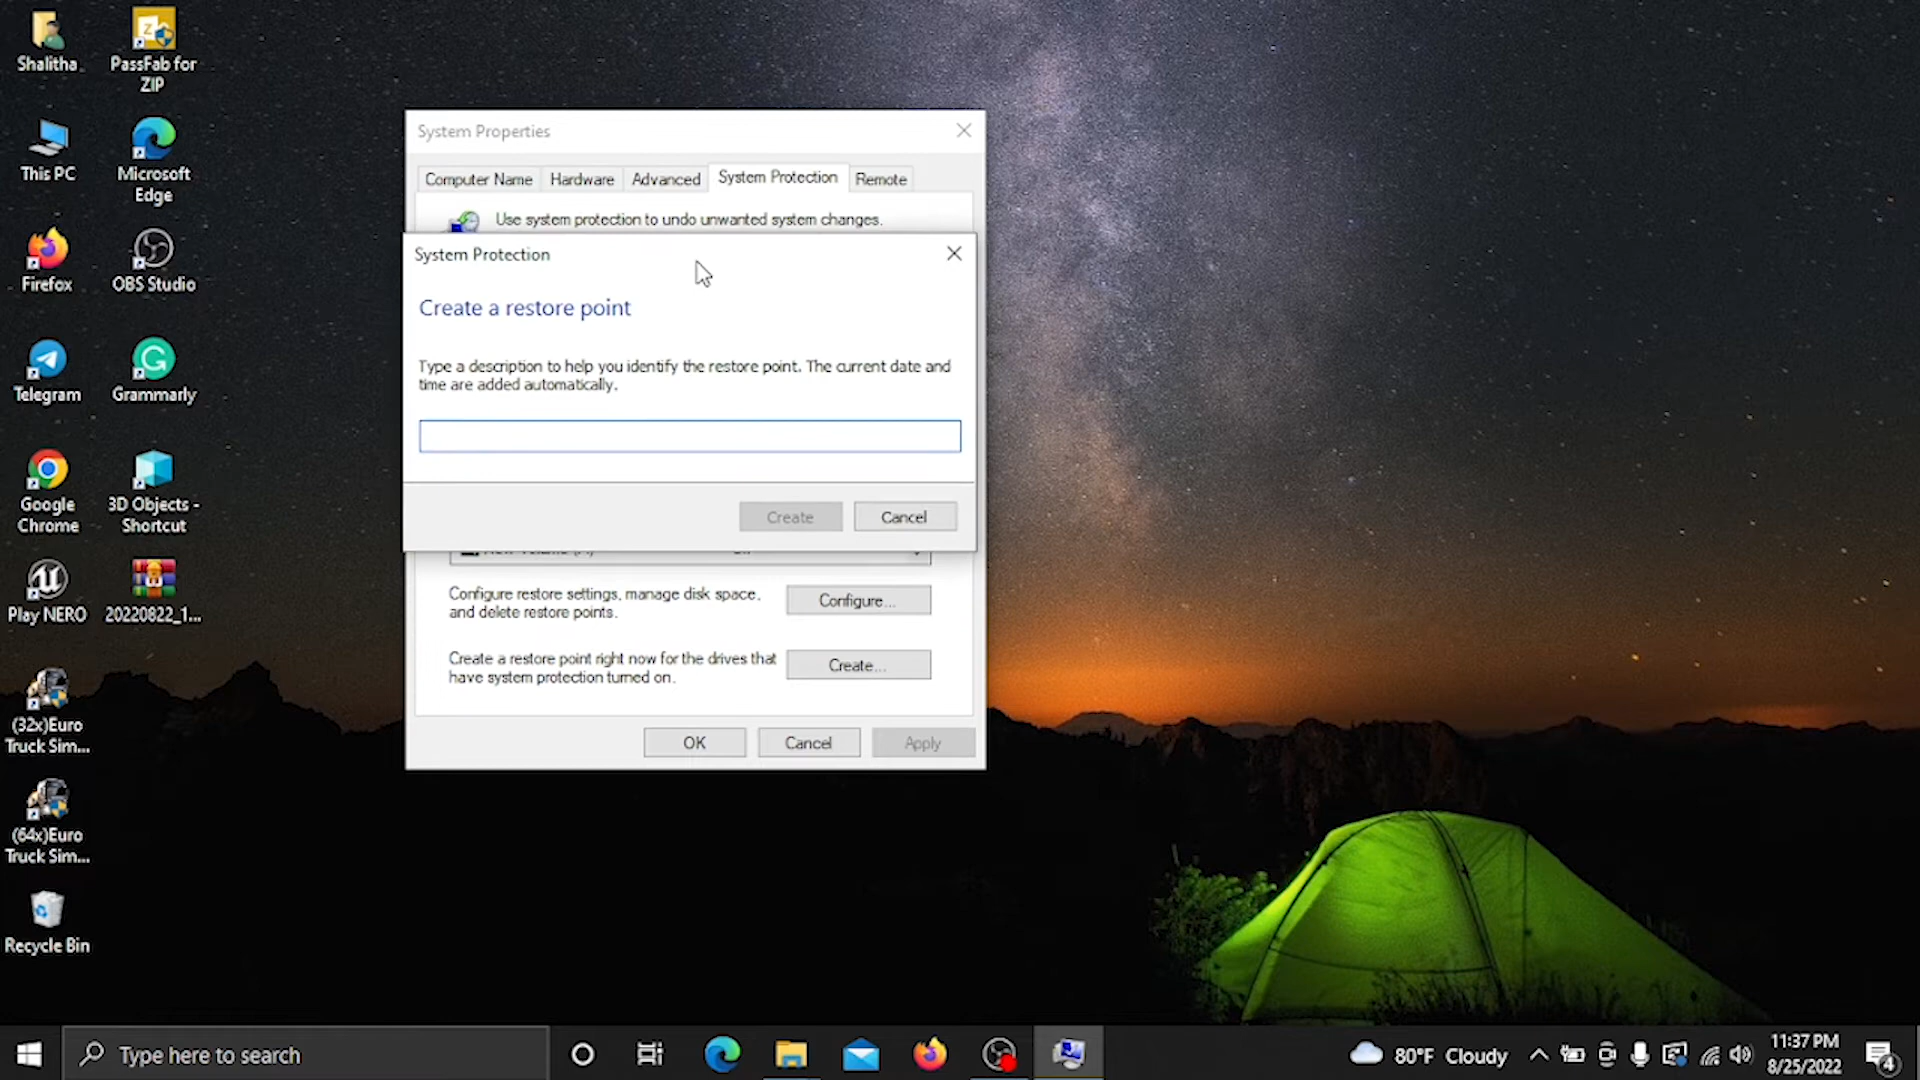 Shalitha
PassFab for
ZIP
This PC
Microsoft
Edge
Firefox
OBS Studio
Telegram
Grammarly
Google
Chrome
3D Objects -
Shortcut
Play NERO
20220822_1...
(32x)Euro
Truck Sim...
(64x)Euro
Truck Sim...
Recycle Bin
System Properties
Computer Name
Hardware
Advanced
System Protection
Remote
Use system protection to undo unwanted system changes.
System Protection
Create a restore point
Type a description to help you identify the restore point. The current date and
time are added automatically.
Create
Cancel
Configure restore settings, manage disk space,
and delete restore points.
Configure...
Create a restore point right now for the drives that
have system protection turned on.
Create...
OK
Cancel
Apply
Type here to search
80°F Cloudy
11:37 PM
8/25/2022
4